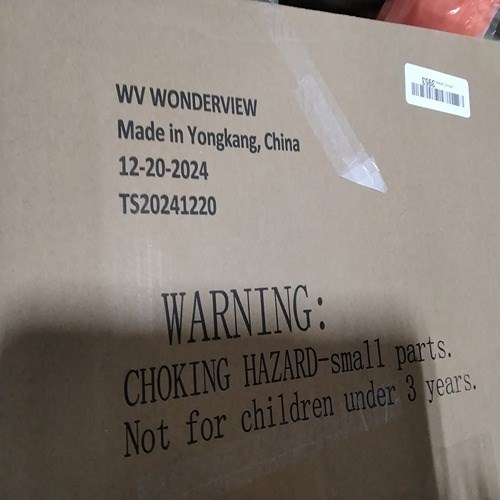 WV WONDERVIEW
Made in Yongkang, China
12-20-2024
TS20241220
WARNING:
CHOKING HAZARD-small parts.
Not for children under 3 years.